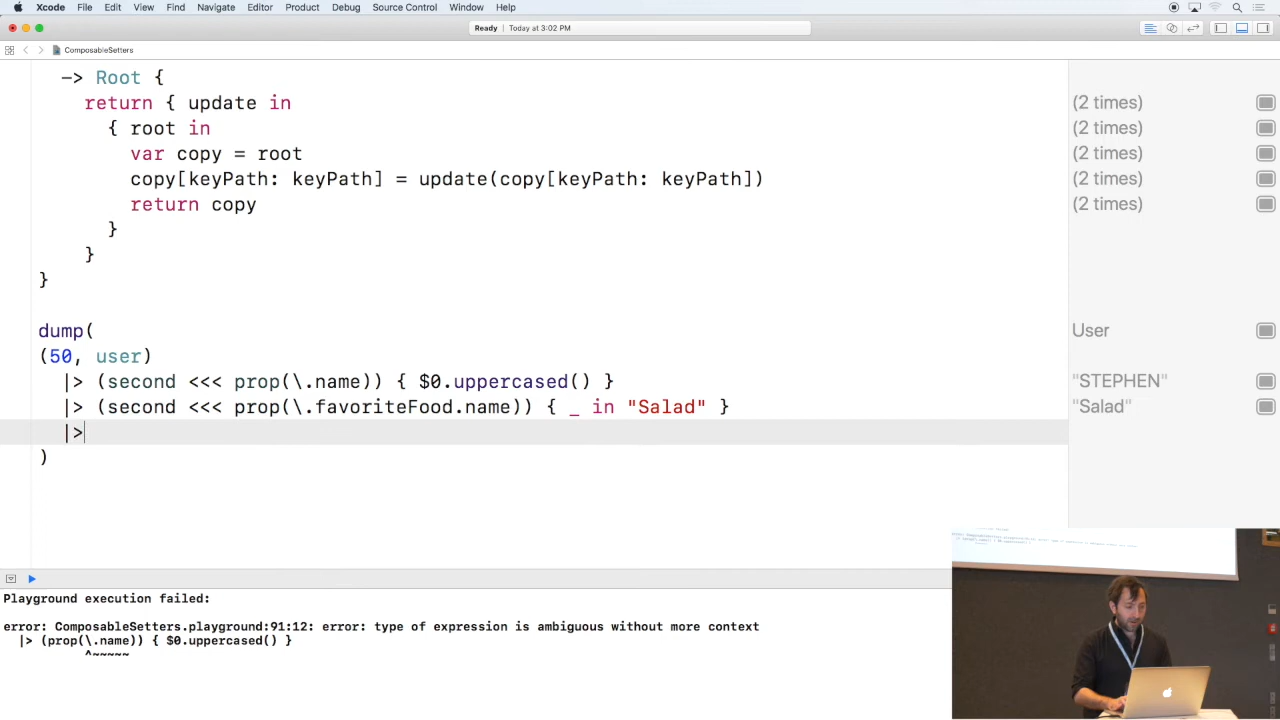 Xcode File Edit View Find Navigate Editor Product Debug Source Control Window Help
Ready | Today at 3:02 PM
ComposableSetters
-> Root {
return { update in
{ root in
var copy = root
copy[keyPath: keyPath] = update(copy[keyPath: keyPath])
return copy
}
}
}
dump(
(50, user)
|> (second <<< prop(\.name)) { $0.uppercased() }
|> (second <<< prop(\.favoriteFood.name)) { _ in "Salad" }
|>
)
(2 times)
(2 times)
(2 times)
(2 times)
(2 times)
User
"STEPHEN"
"Salad"
Playground execution failed:
error: ComposableSetters.playground:91:12: error: type of expression is ambiguous without more context
|> (prop(\.name)) { $0.uppercased() }
^~~~~~